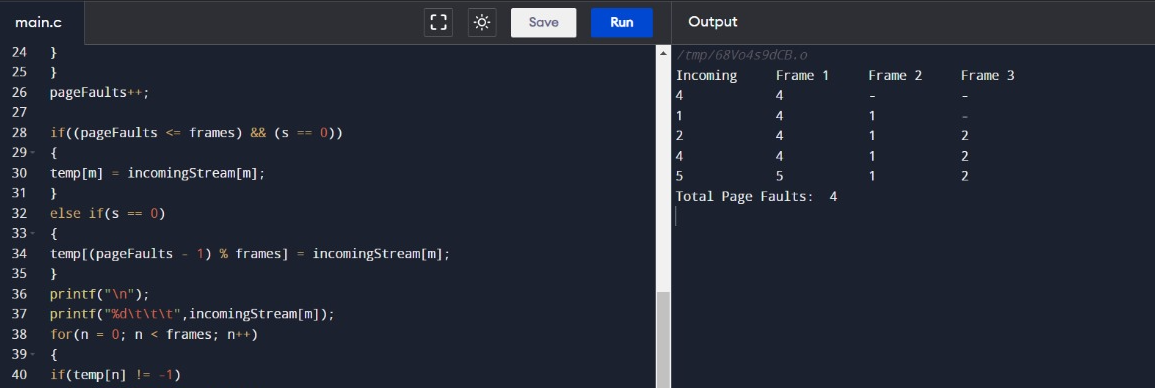 main.c Save Run Output
24 }
25 }
26 pageFaults++;
27
28 if((pageFaults <= frames) && (s == 0))
29 {
30 temp[m] = incomingStream[m];
31 }
32 else if(s == 0)
33 {
34 temp[(pageFaults - 1) % frames] = incomingStream[m];
35 }
36 printf("\n");
37 printf("%d\t\t\t",incomingStream[m]);
38 for(n = 0; n < frames; n++)
39 {
40 if(temp[n] != -1)
/tmp/68Vo4s9dCB.o
Incoming Frame 1 Frame 2 Frame 3
4 4 - -
1 4 1 -
2 4 1 2
4 4 1 2
5 5 1 2
Total Page Faults: 4